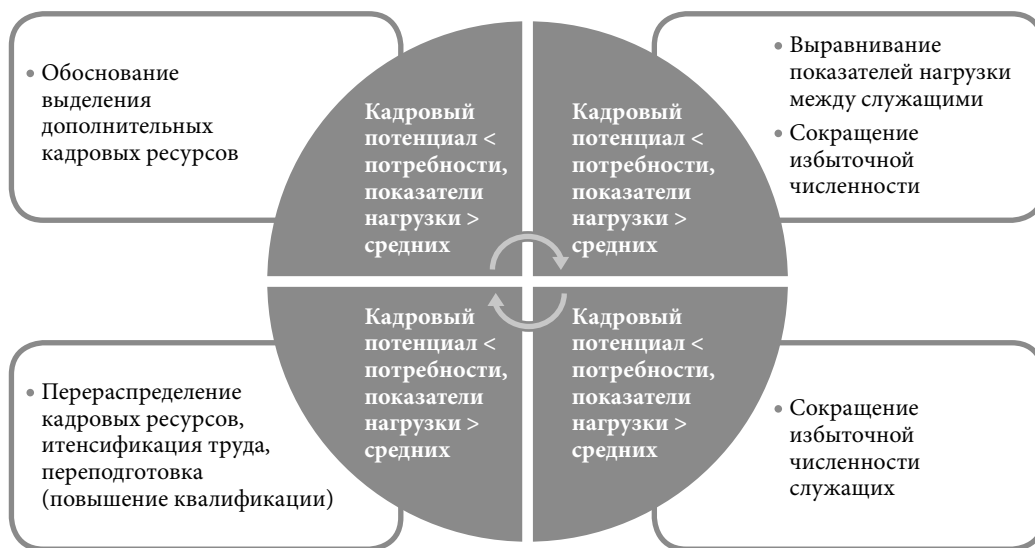 • Обоснование
выделения
дополнительных
кадровых ресурсов
Кадровый
потенциал <
потребности,
показатели
нагрузки >
средних
Кадровый
потенциал <
потребности,
показатели
нагрузки >
средних
• Выравнивание
показателей нагрузки
между служащими
• Сокращение
избыточной
численности
• Перераспределение
кадровых ресурсов,
итенсификация труда,
переподготовка
(повышение квалификации)
Кадровый
потенциал <
потребности,
показатели
нагрузки >
средних
Кадровый
потенциал <
потребности,
показатели
нагрузки >
средних
• Сокращение
избыточной
численности
служащих